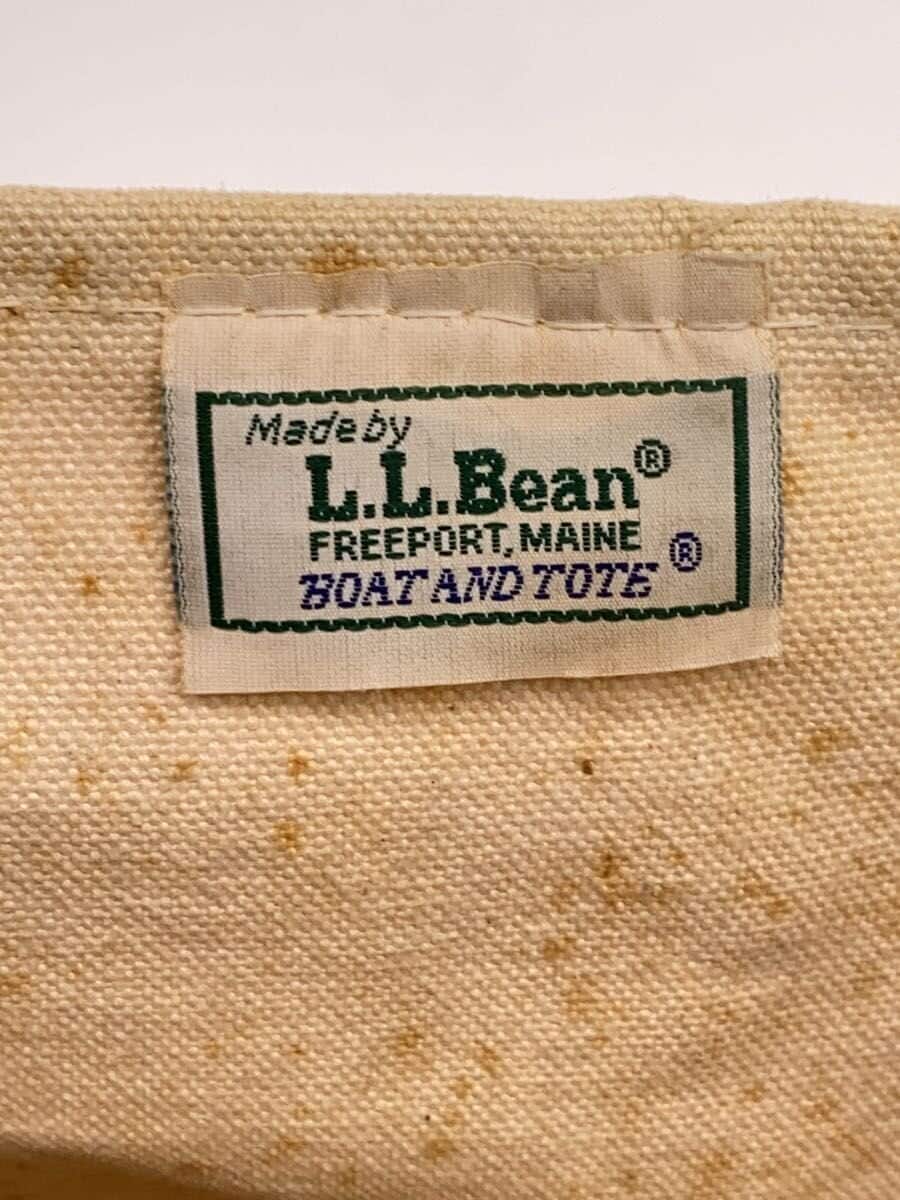 Made by
L.L.Bean®
FREEPORT, MAINE
BOAT AND TOTE ®